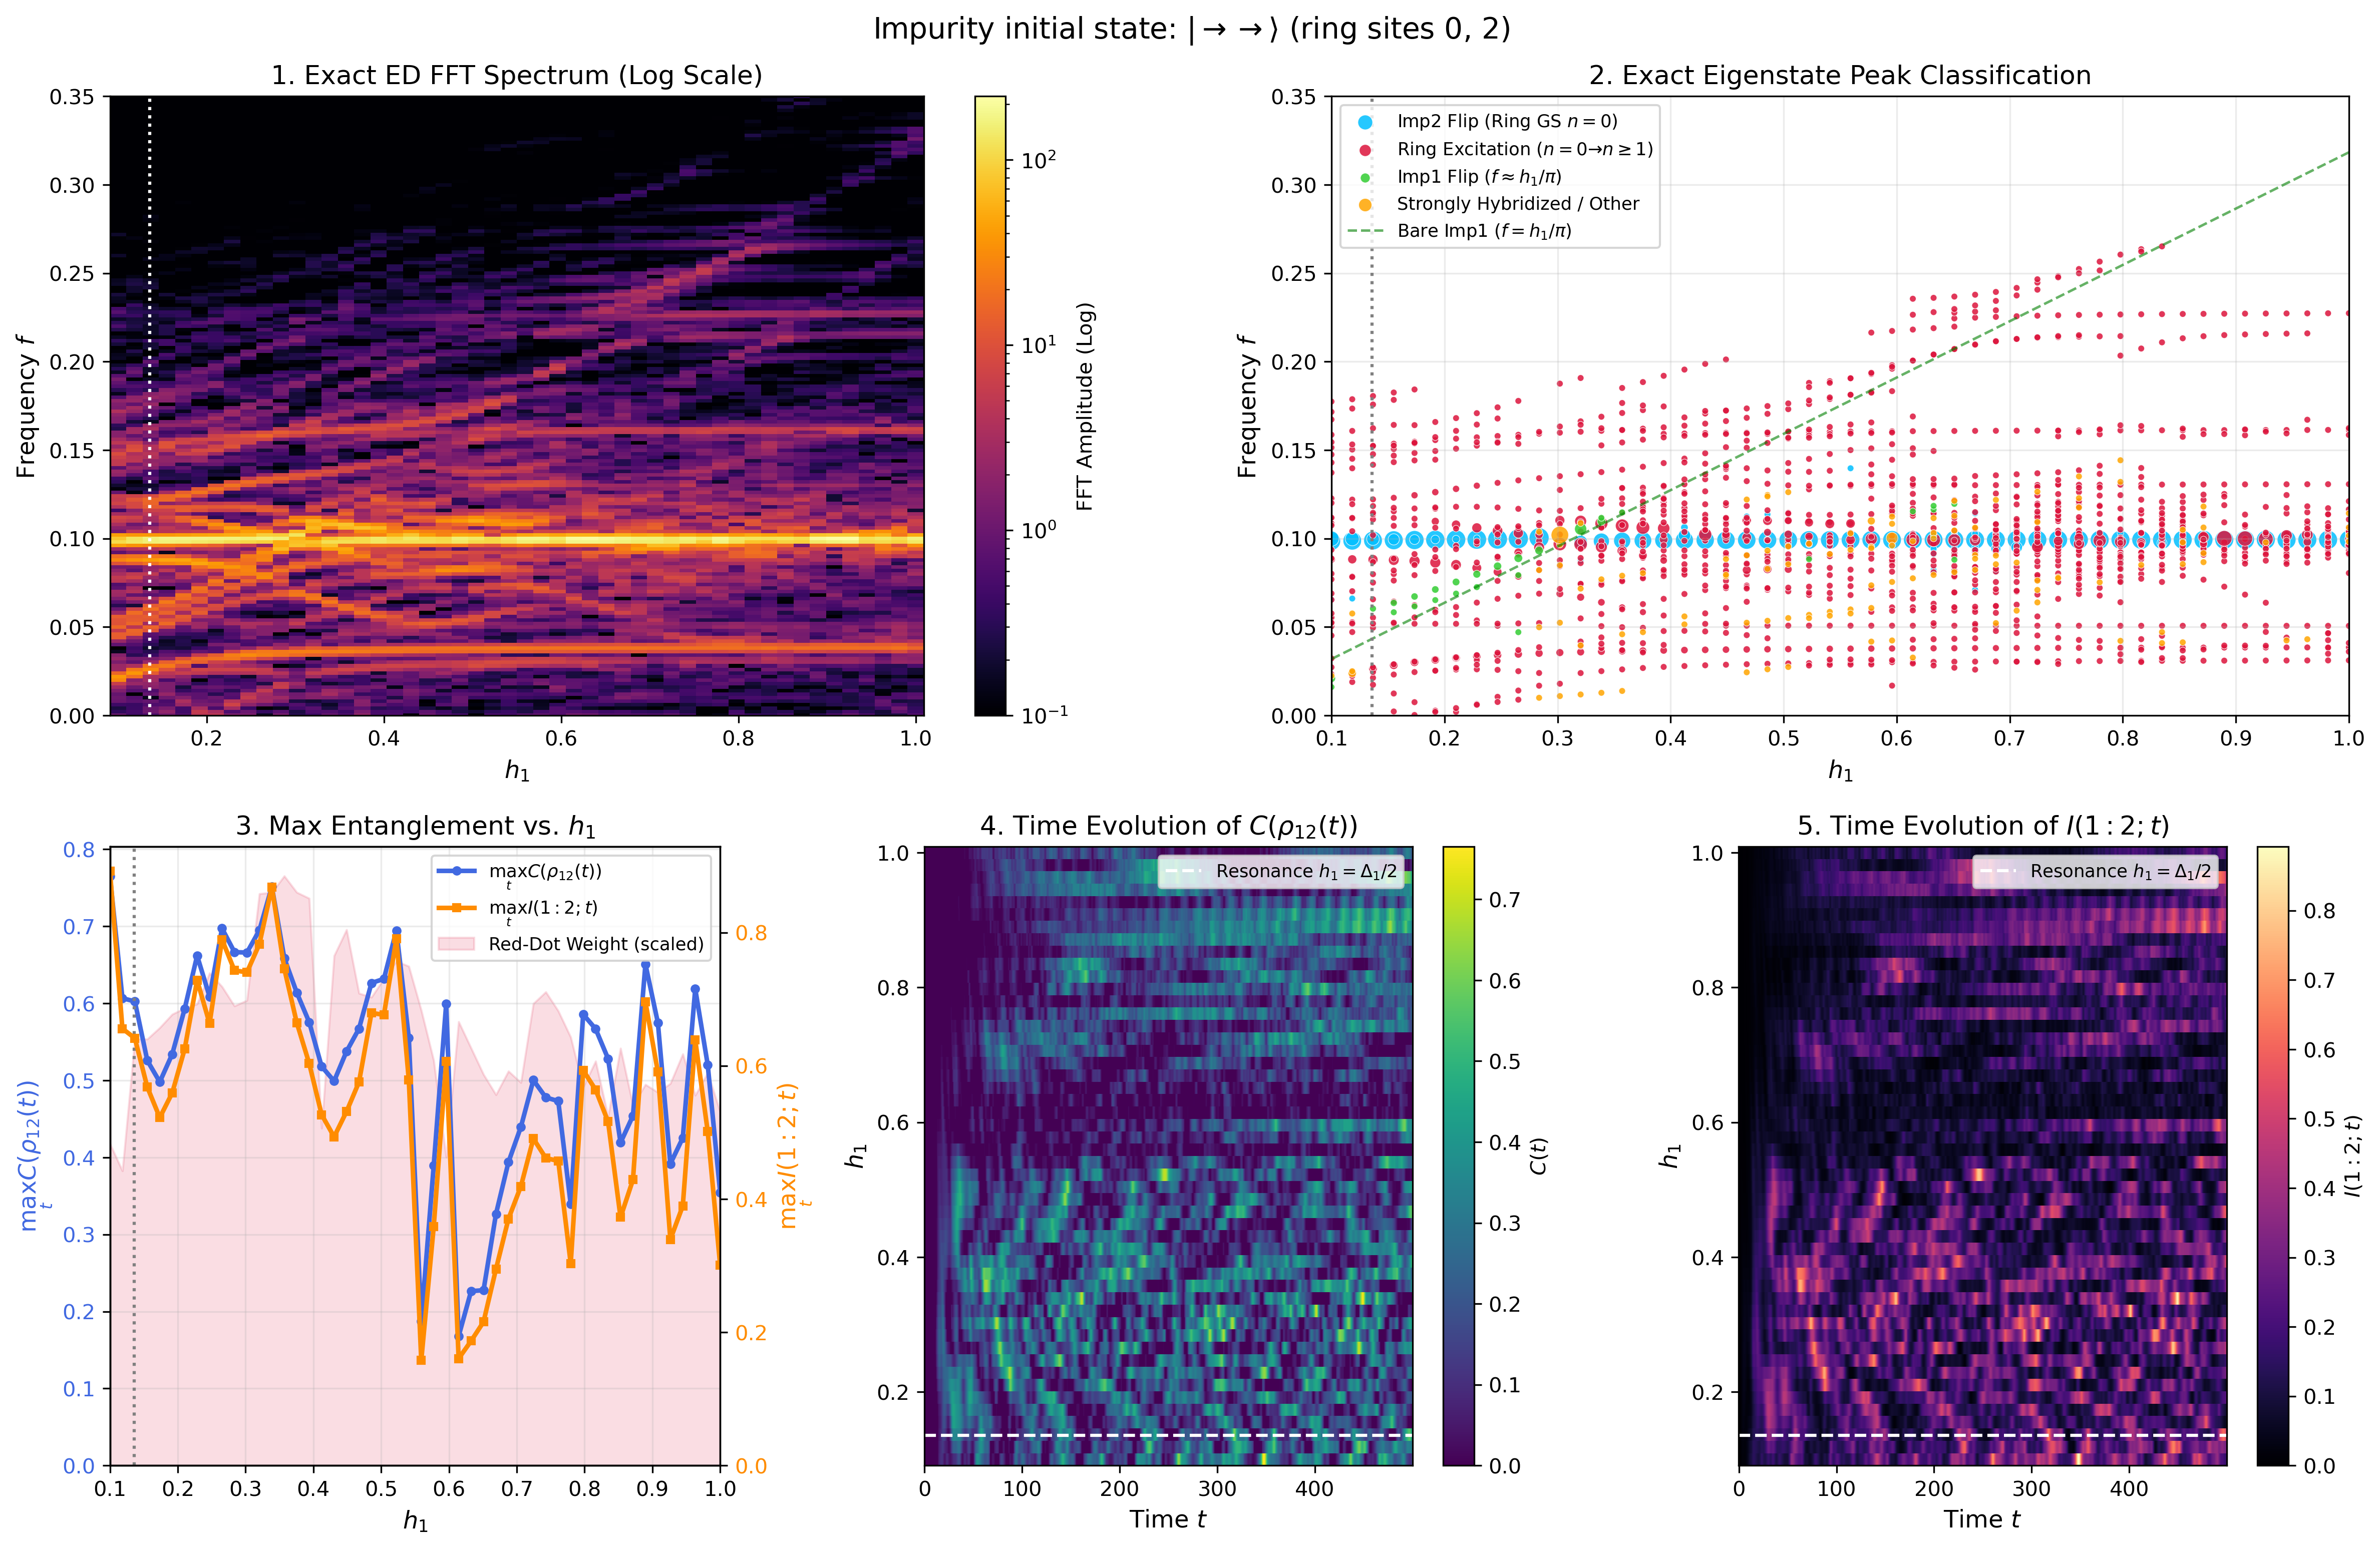 Impurity initial state: |→→⟩ (ring sites 0, 2)
1. Exact ED FFT Spectrum (Log Scale)
0.35
0.30
0.25
0.20
0.15
0.10
0.05
0.00
Frequency f
0.2
0.4
0.6
0.8
1.0
h₁
10²
10¹
10⁰
10⁻¹
FFT Amplitude (Log)
2. Exact Eigenstate Peak Classification
Imp2 Flip (Ring GS n = 0)
Ring Excitation (n = 0→n ≥ 1)
Imp1 Flip (f ≈ h₁/π)
Strongly Hybridized / Other
Bare Imp1 (f = h₁/π)
0.35
0.30
0.25
0.20
0.15
0.10
0.05
0.00
Frequency f
0.1
0.2
0.3
0.4
0.5
0.6
0.7
0.8
0.9
1.0
h₁
3. Max Entanglement vs. h₁
max C(ρ₁₂(t))
t
max I(1 : 2; t)
t
Red-Dot Weight (scaled)
0.8
0.7
0.6
0.5
0.4
0.3
0.2
0.1
0.0
max C(ρ₁₂(t))
t
0.8
0.6
0.4
0.2
0.0
max I(1 : 2; t)
t
0.1
0.2
0.3
0.4
0.5
0.6
0.7
0.8
0.9
1.0
h₁
4. Time Evolution of C(ρ₁₂(t))
Resonance h₁ = Δ₁/2
1.0
0.8
0.6
0.4
0.2
h₁
0
100
200
300
400
Time t
0.7
0.6
0.5
0.4
0.3
0.2
0.1
0.0
C(t)
5. Time Evolution of I(1 : 2; t)
Resonance h₁ = Δ₁/2
1.0
0.8
0.6
0.4
0.2
h₁
0
100
200
300
400
Time t
0.8
0.7
0.6
0.5
0.4
0.3
0.2
0.1
0.0
I(1 : 2; t)